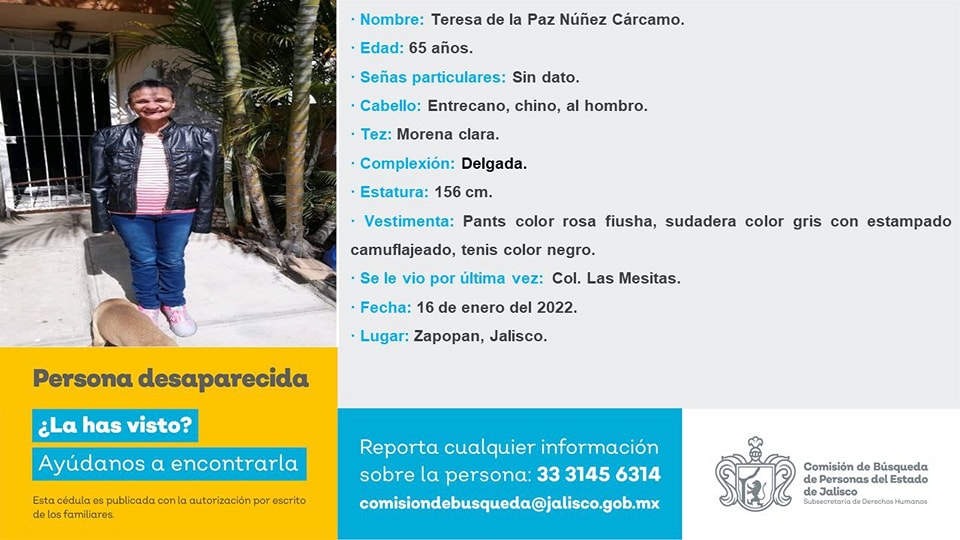 · Nombre: Teresa de la Paz Núñez Cárcamo.
· Edad: 65 años.
· Señas particulares: Sin dato.
· Cabello: Entrecano, chino, al hombro.
· Tez: Morena clara.
· Complexión: Delgada.
· Estatura: 156 cm.
· Vestimenta: Pants color rosa fiusha, sudadera color gris con estampado
camuflajeado, tenis color negro.
· Se le vio por última vez: Col. Las Mesitas.
· Fecha: 16 de enero del 2022.
· Lugar: Zapopan, Jalisco.
Persona desaparecida
¿La has visto?
Ayúdanos a encontrarla
Esta cédula es publicada con la autorización por escrito
de los familiares.
Reporta cualquier información
sobre la persona: 33 3145 6314
comisiondebusqueda@jalisco.gob.mx
Comisión de Búsqueda
de Personas del Estado
de Jalisco
Subsecretaría de Derechos Humanos